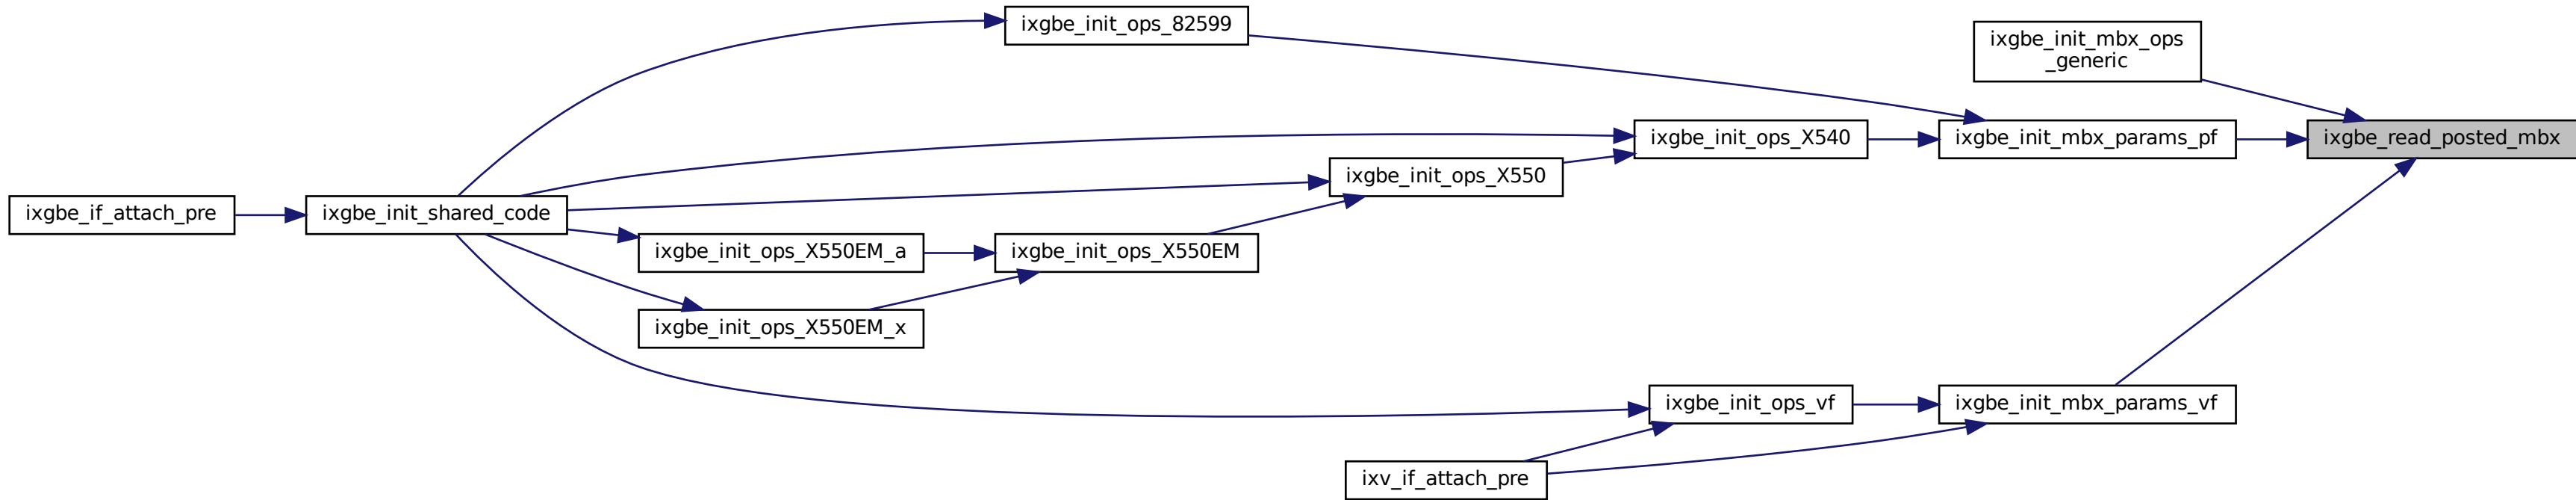 ixgbe_init_ops_82599
ixgbe_init_mbx_ops
_generic
ixgbe_init_ops_X540
ixgbe_init_mbx_params_pf
ixgbe_read_posted_mbx
ixgbe_init_ops_X550
ixgbe_if_attach_pre
ixgbe_init_shared_code
ixgbe_init_ops_X550EM_a
ixgbe_init_ops_X550EM
ixgbe_init_ops_X550EM_x
ixgbe_init_ops_vf
ixgbe_init_mbx_params_vf
ixv_if_attach_pre